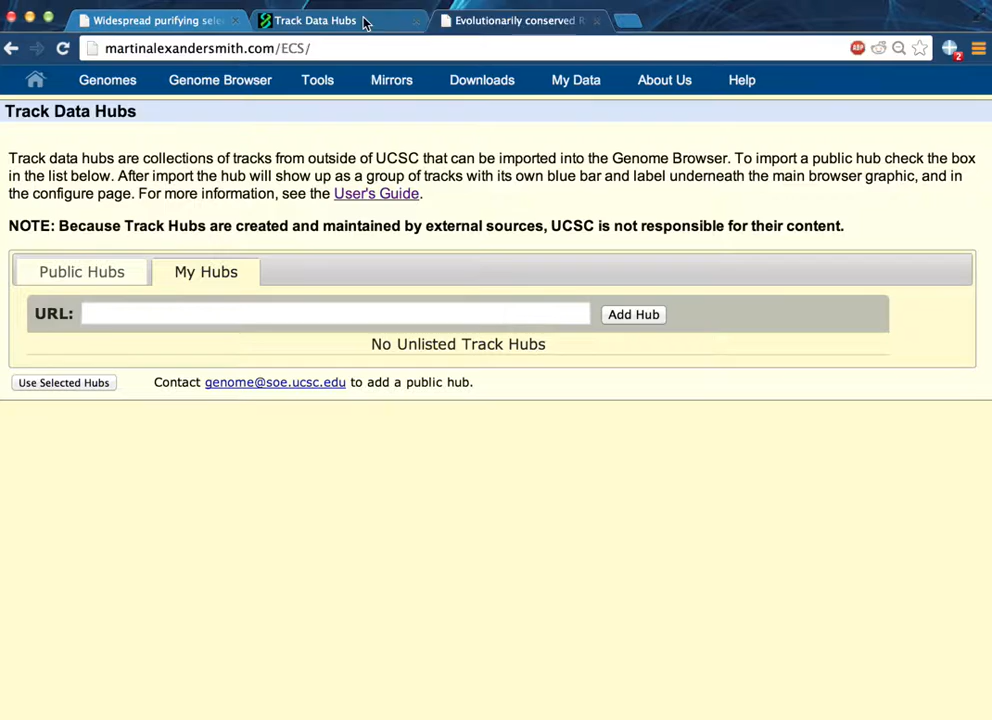 Widespread purifying sele
Track Data Hubs
Evolutionarily conserved R
martinalexandersmith.com/ECS/
ABP
2
Genomes
Genome Browser
Tools
Mirrors
Downloads
My Data
About Us
Help
Track Data Hubs
Track data hubs are collections of tracks from outside of UCSC that can be imported into the Genome Browser. To import a public hub check the box
in the list below. After import the hub will show up as a group of tracks with its own blue bar and label underneath the main browser graphic, and in
the configure page. For more information, see the User's Guide.
NOTE: Because Track Hubs are created and maintained by external sources, UCSC is not responsible for their content.
Public Hubs
My Hubs
URL:
Add Hub
No Unlisted Track Hubs
Use Selected Hubs
Contact genome@soe.ucsc.edu to add a public hub.